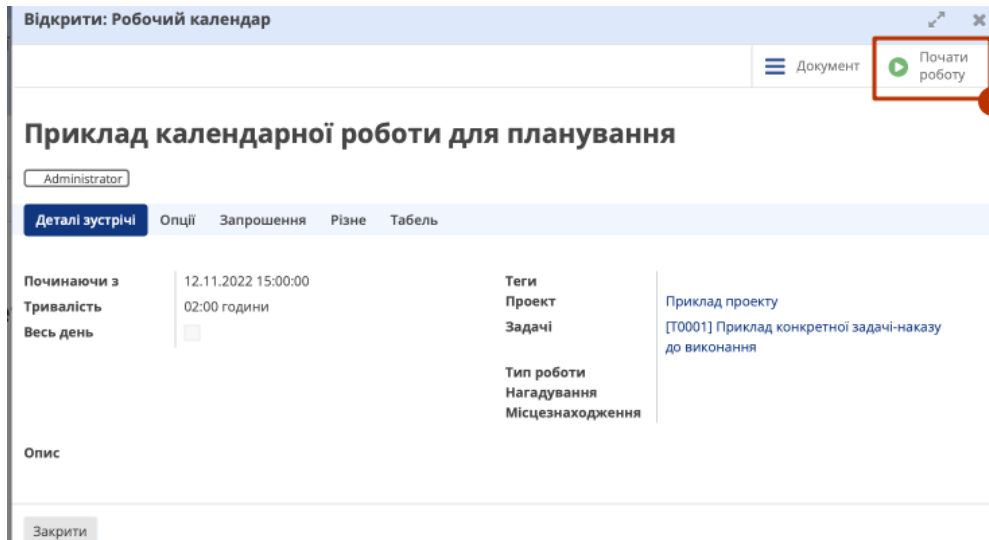 Відкрити: Робочий календар
Документ
Почати
роботу
Приклад календарної роботи для планування
Administrator
Деталі зустрічі Опції Запрошення Різне Табель
Починаючи з 12.11.2022 15:00:00
Тривалість 02:00 години
Весь день
Теги
Проект Приклад проекту
Задачі [T0001] Приклад конкретної задачі-наказу
до виконання
Тип роботи
Нагадування
Місцезнаходження
Опис
Закрити